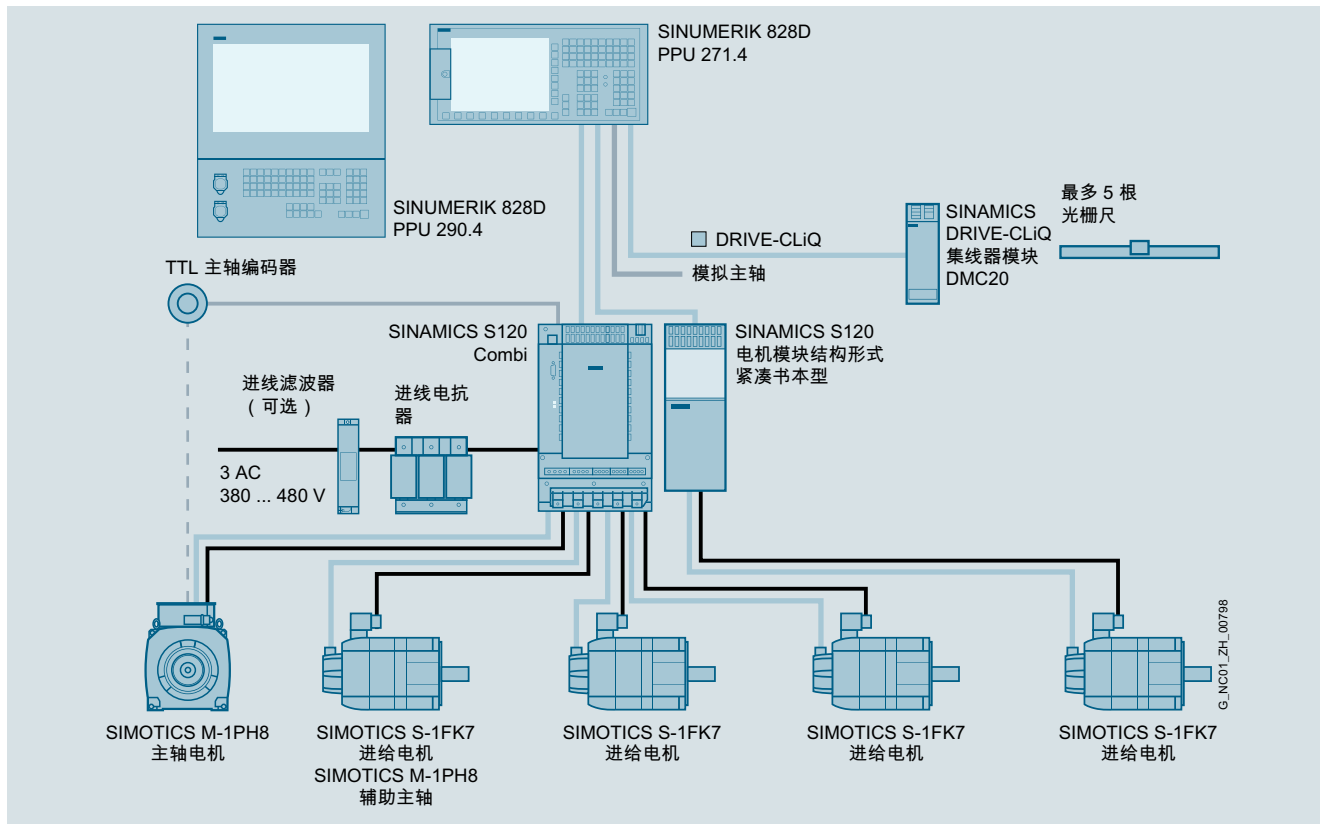 SINUMERIK 828D
PPU 271.4
SINUMERIK 828D
PPU 290.4
最多 5 根
光栅尺
SINAMICS
DRIVE-CLiQ
集线器模块
DMC20
DRIVE-CLiQ
模拟主轴
TTL 主轴编码器
SINAMICS S120
Combi
SINAMICS S120
电机模块结构形式
紧凑书本型
进线滤波器
（可选）
进线电抗
器
3 AC
380 ... 480 V
SIMOTICS M-1PH8
主轴电机
SIMOTICS S-1FK7
进给电机
SIMOTICS M-1PH8
辅助主轴
SIMOTICS S-1FK7
进给电机
SIMOTICS S-1FK7
进给电机
SIMOTICS S-1FK7
进给电机
G_NC01_ZH_00798